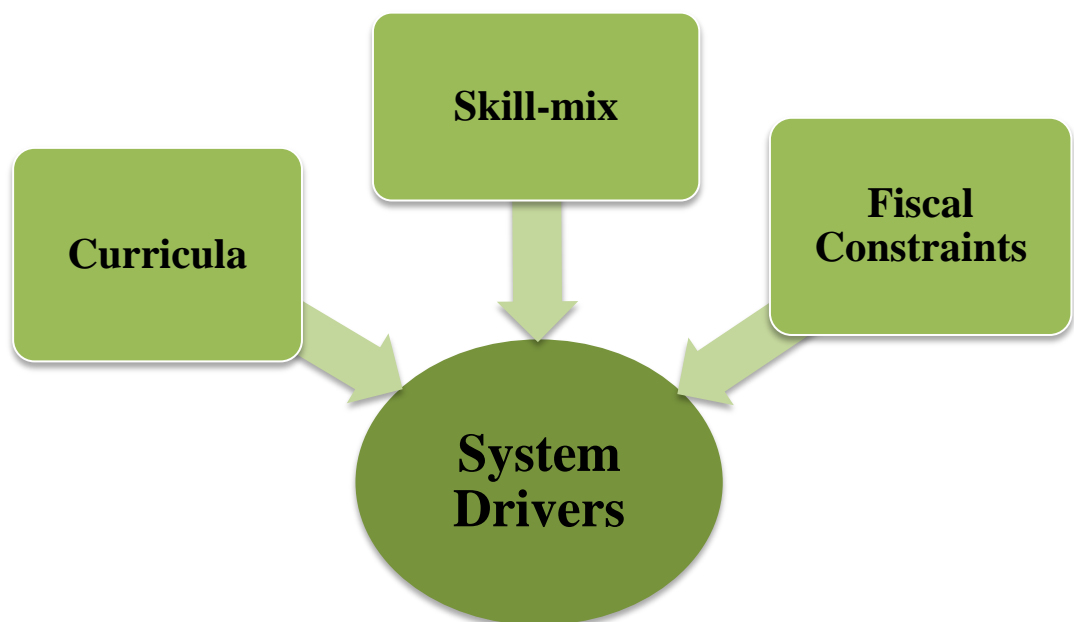 Skill-mix
Curricula
Fiscal
Constraints
System
Drivers